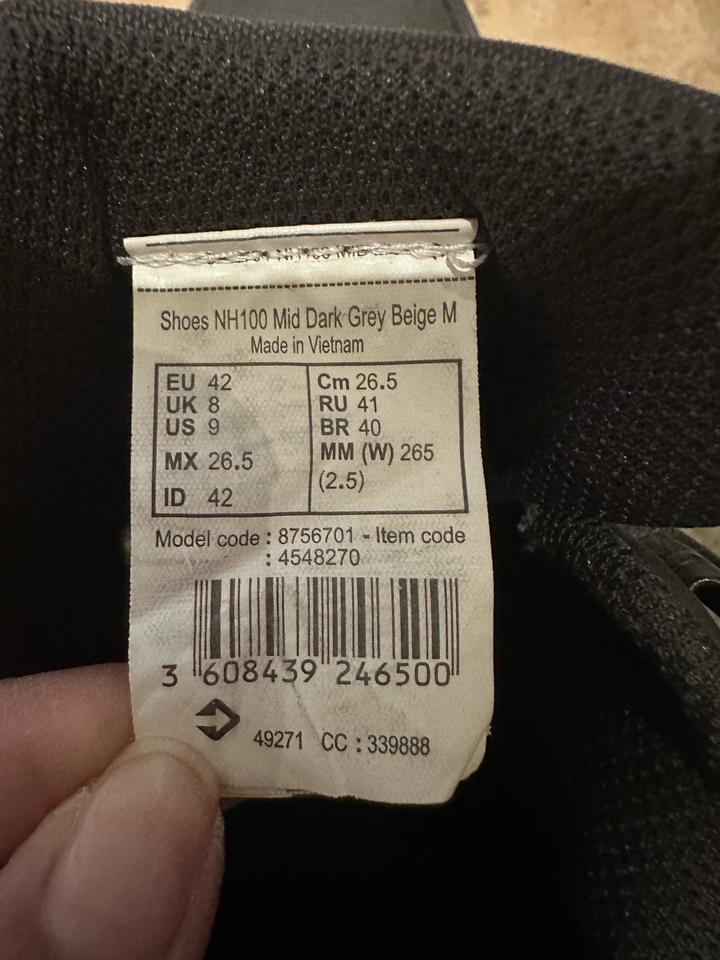 Shoes NH100 Mid Dark Grey Beige M
Made in Vietnam
EU 42
UK 8
US 9
MX 26.5
ID 42
Cm 26.5
RU 41
BR 40
MM (W) 265
(2.5)
Model code : 8756701 - Item code
: 4548270
3 608439 246500
49271 CC : 339888